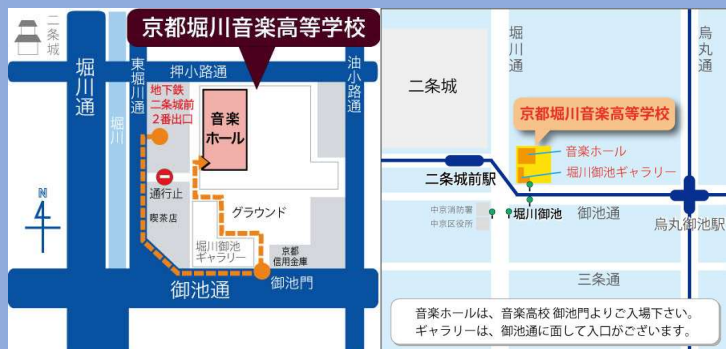 京都堀川音楽高等学校
二条城
堀川通
堀川
東堀川通
押小路通
油小路通
地下鉄
二条城前
2番出口
音楽
ホール
通行止
喫茶店
グラウンド
堀川御池
ギャラリー
京都
信用金庫
御池通
御池門
N
堀川通
烏丸通
二条城
京都堀川音楽高等学校
音楽ホール
堀川御池ギャラリー
二条城前駅
中京消防署
中京区役所
堀川御池
御池通
烏丸御池駅
三条通
音楽ホールは、音楽高校 御池門よりご入場下さい。
ギャラリーは、御池通に面して入口がございます。